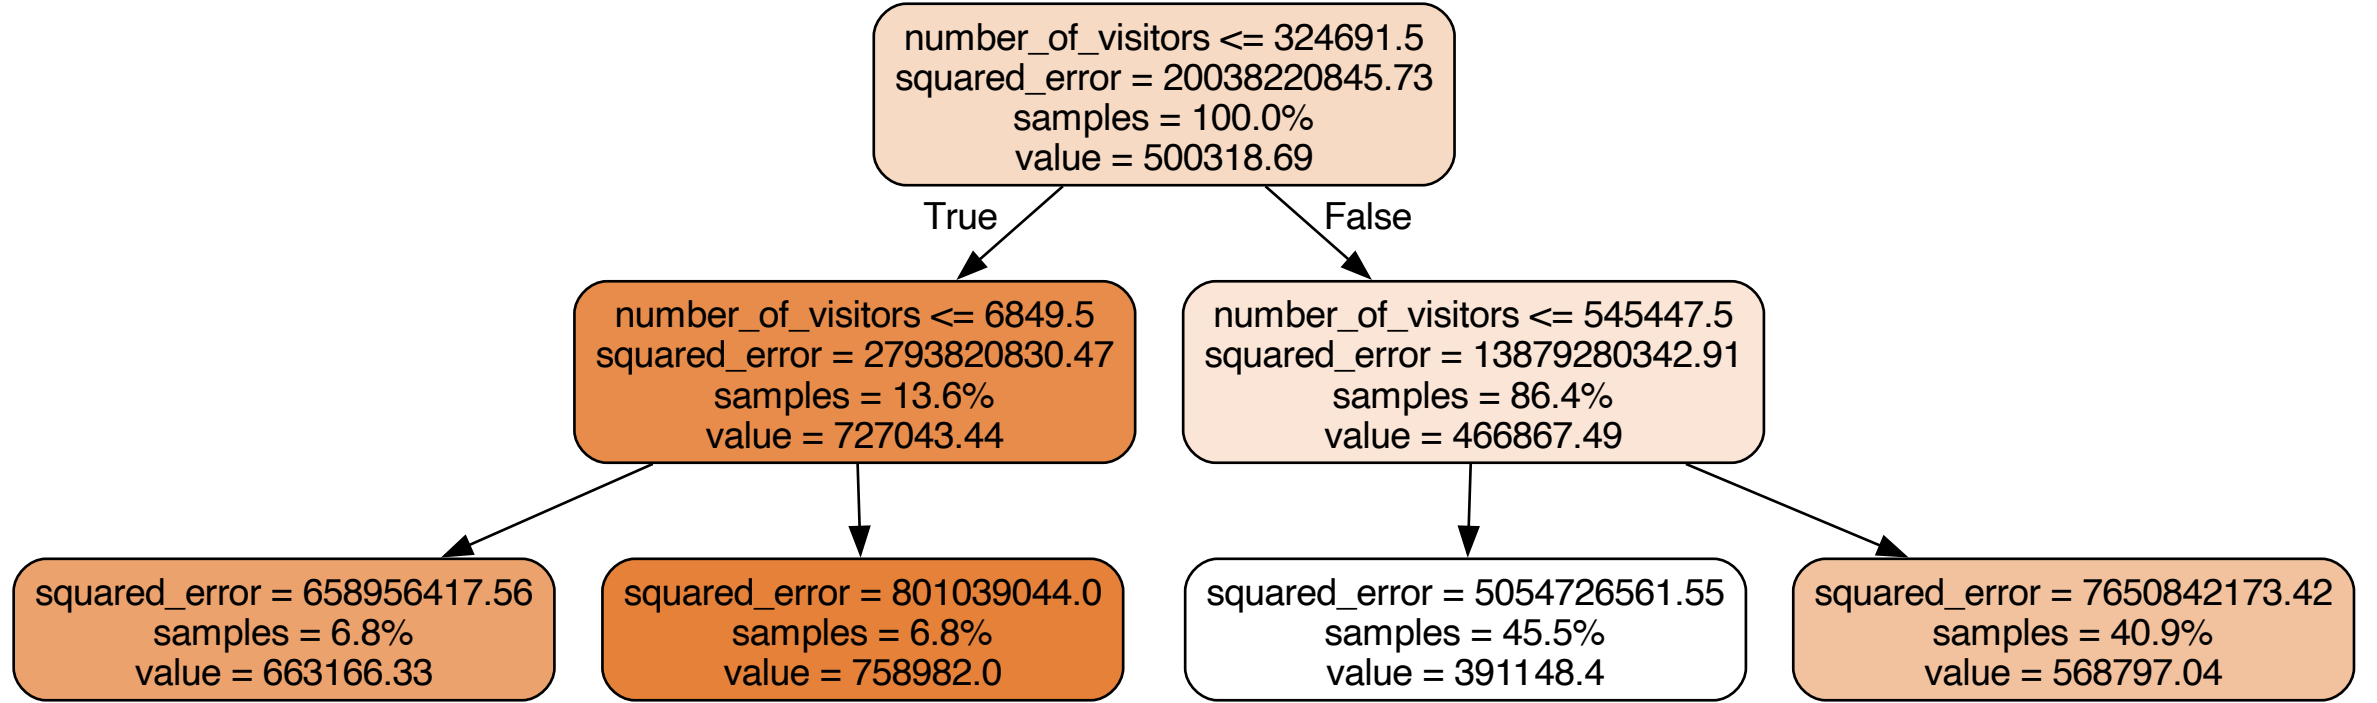 number_of_visitors <= 324691.5
squared_error = 20038220845.73
samples = 100.0%
value = 500318.69
True
False
number_of_visitors <= 6849.5
squared_error = 2793820830.47
samples = 13.6%
value = 727043.44
number_of_visitors <= 545447.5
squared_error = 13879280342.91
samples = 86.4%
value = 466867.49
squared_error = 658956417.56
samples = 6.8%
value = 663166.33
squared_error = 801039044.0
samples = 6.8%
value = 758982.0
squared_error = 5054726561.55
samples = 45.5%
value = 391148.4
squared_error = 7650842173.42
samples = 40.9%
value = 568797.04